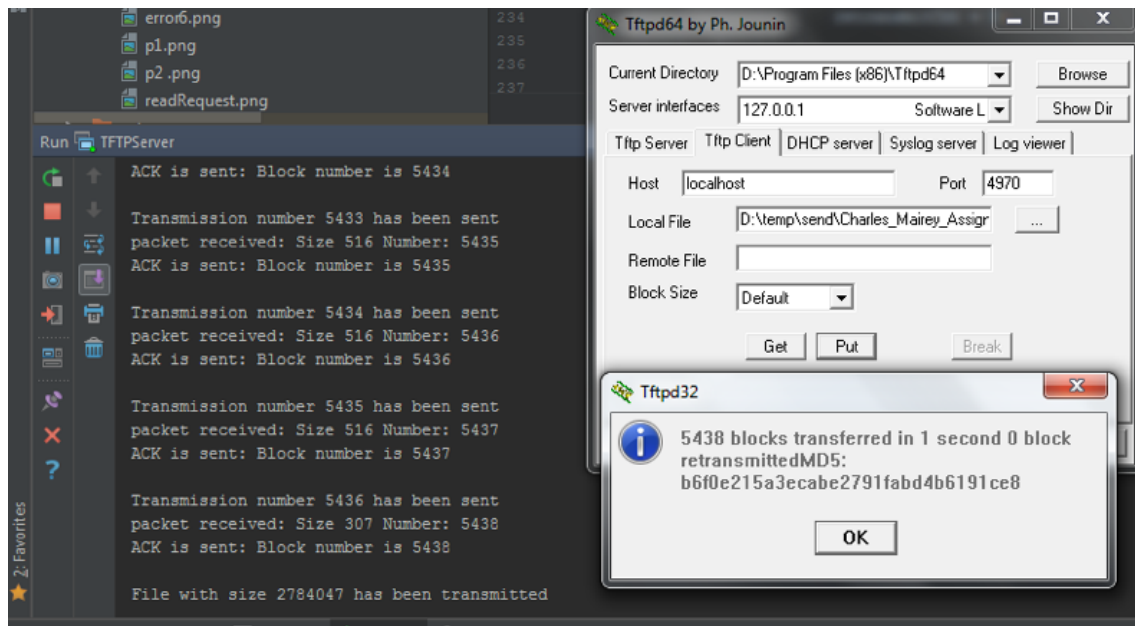 error6.png
p1.png
p2 .png
readRequest.png
234
235
236
237
Run TFTPServer
ACK is sent: Block number is 5434
Transmission number 5433 has been sent
packet received: Size 516 Number: 5435
ACK is sent: Block number is 5435
Transmission number 5434 has been sent
packet received: Size 516 Number: 5436
ACK is sent: Block number is 5436
Transmission number 5435 has been sent
packet received: Size 516 Number: 5437
ACK is sent: Block number is 5437
Transmission number 5436 has been sent
packet received: Size 307 Number: 5438
ACK is sent: Block number is 5438
File with size 2784047 has been transmitted
2: Favorites
Tftpd64 by Ph. Jounin
Current Directory D:\Program Files (x86)\Tftpd64 Browse
Server interfaces 127.0.0.1 Software L Show Dir
Tftp Server Tftp Client DHCP server Syslog server Log viewer
Host localhost Port 4970
Local File D:\temp\send\Charles_Mairey_Assigr ...
Remote File
Block Size Default
Get Put Break
Tftpd32
5438 blocks transferred in 1 second 0 block
retransmittedMD5:
b6f0e215a3ecabe2791fabd4b6191ce8
OK